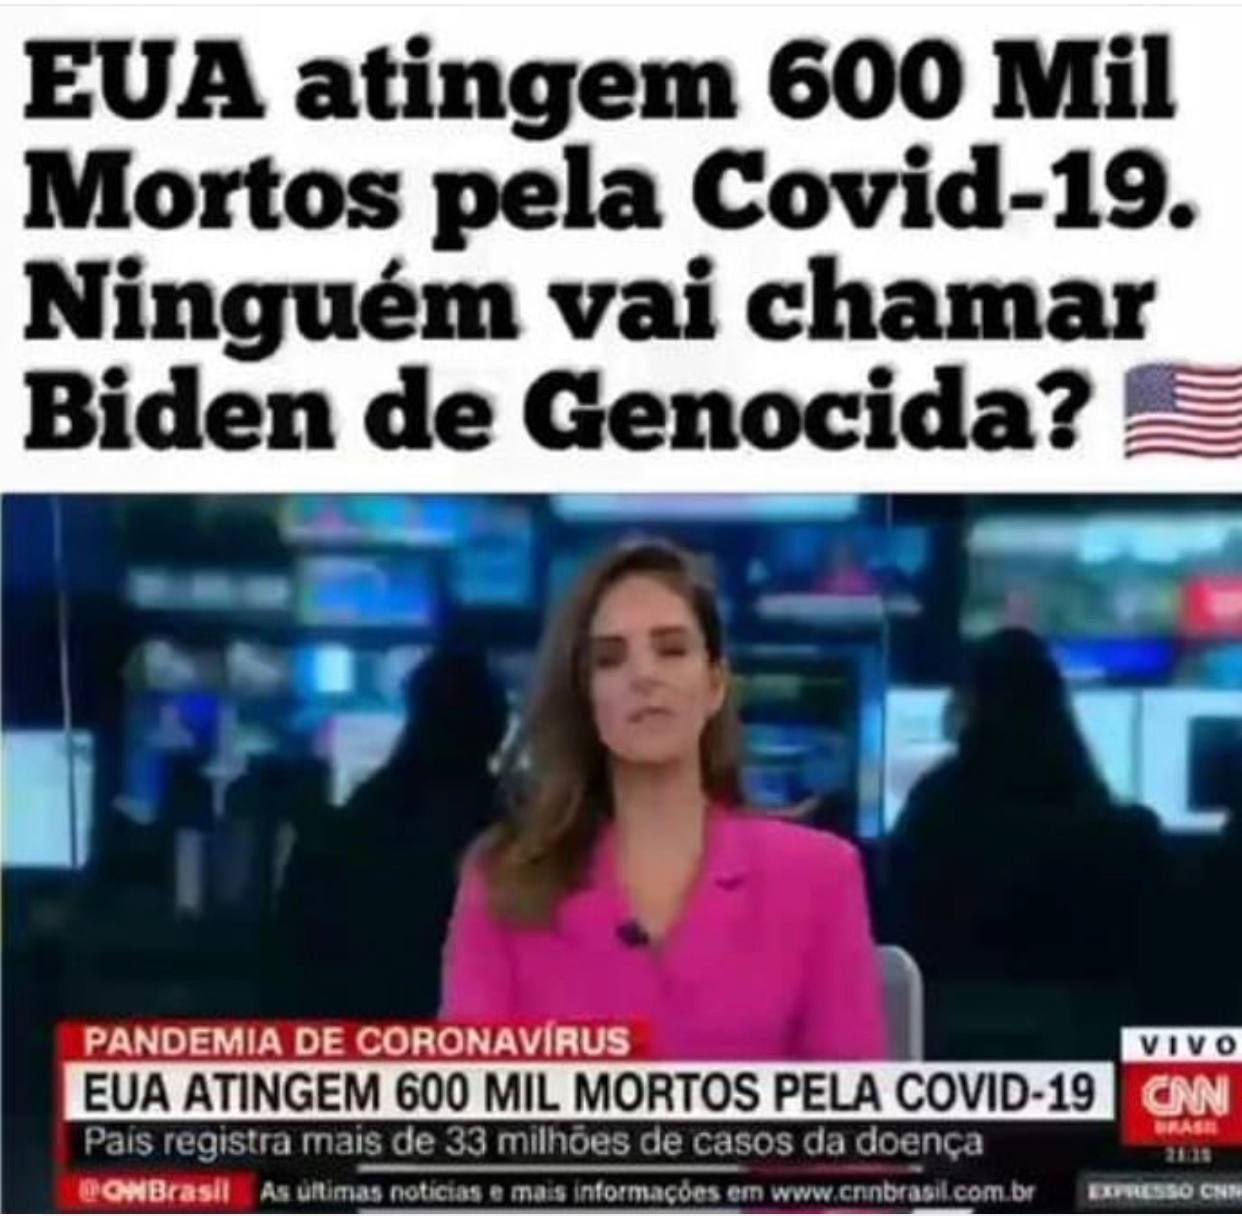 EUA atingem 600 Mil
Mortos pela Covid-19.
Ninguém vai chamar
Biden de Genocida?
PANDEMIA DE CORONAVÍRUS
VIVO
EUA ATINGEM 600 MIL MORTOS PELA COVID-19
CNN
BRASIL
País registra mais de 33 milhões de casos da doença
@CNNBrasil As últimas notícias e mais informações em www.cnnbrasil.com.br
EXPRESSO CNN